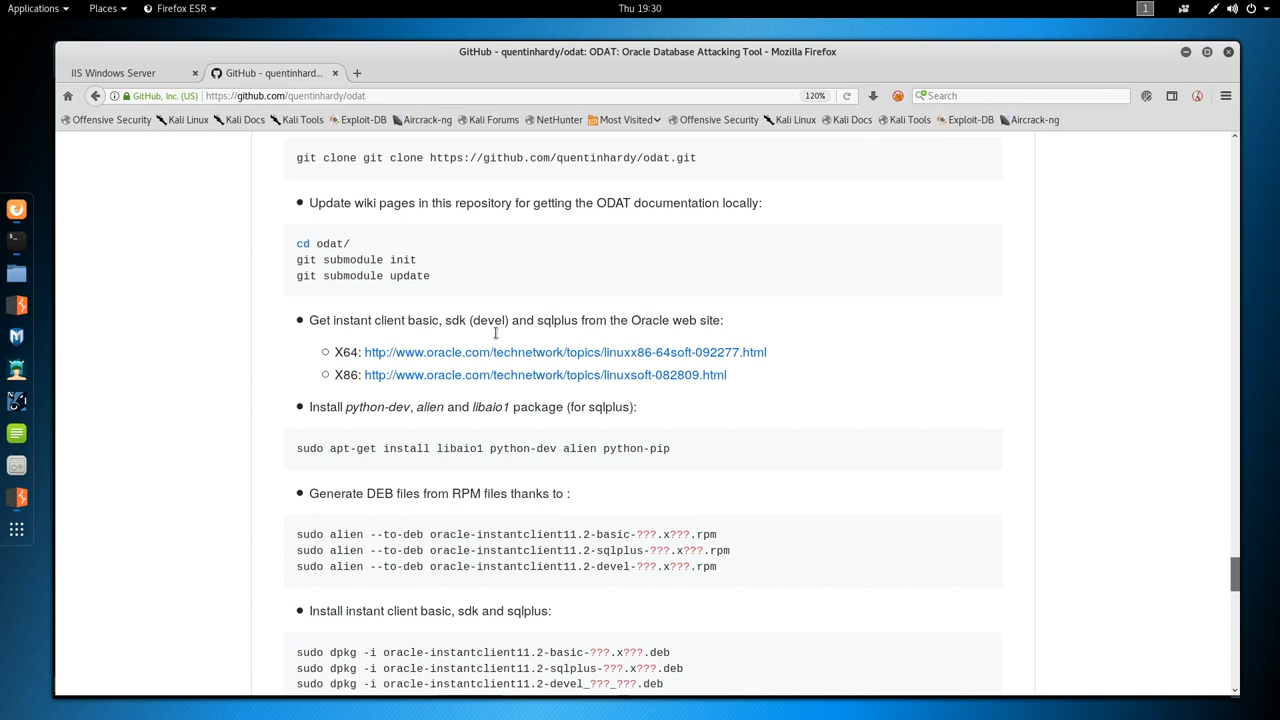 Applications Places Firefox ESR Thu 19:30 1
GitHub - quentinhardy/odat: ODAT: Oracle Database Attacking Tool - Mozilla Firefox
IIS Windows Server × GitHub - quentinhard... × +
GitHub, Inc. (US) https://github.com/quentinhardy/odat 120% Search
Offensive Security Kali Linux Kali Docs Kali Tools Exploit-DB Aircrack-ng Kali Forums NetHunter Most Visited Offensive Security Kali Linux Kali Docs Kali Tools Exploit-DB Aircrack-ng
git clone git clone https://github.com/quentinhardy/odat.git
● Update wiki pages in this repository for getting the ODAT documentation locally:
cd odat/
git submodule init
git submodule update
● Get instant client basic, sdk (devel) and sqlplus from the Oracle web site:
○ X64: http://www.oracle.com/technetwork/topics/linuxx86-64soft-092277.html
○ X86: http://www.oracle.com/technetwork/topics/linuxsoft-082809.html
● Install python-dev, alien and libaio1 package (for sqlplus):
sudo apt-get install libaio1 python-dev alien python-pip
● Generate DEB files from RPM files thanks to :
sudo alien --to-deb oracle-instantclient11.2-basic-???.x???.rpm
sudo alien --to-deb oracle-instantclient11.2-sqlplus-???.x???.rpm
sudo alien --to-deb oracle-instantclient11.2-devel-???.x???.rpm
● Install instant client basic, sdk and sqlplus:
sudo dpkg -i oracle-instantclient11.2-basic-???.x???.deb
sudo dpkg -i oracle-instantclient11.2-sqlplus-???.x???.deb
sudo dpkg -i oracle-instantclient11.2-devel_???_???.deb